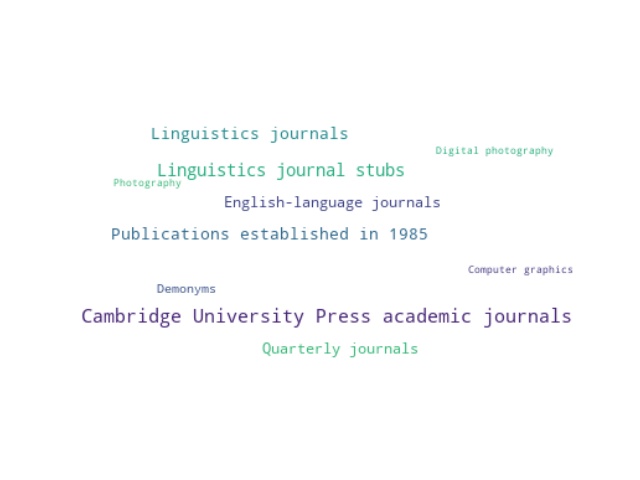 Linguistics journals
Digital photography
Linguistics journal stubs
Photography
English-language journals
Publications established in 1985
Computer graphics
Demonyms
Cambridge University Press academic journals
Quarterly journals